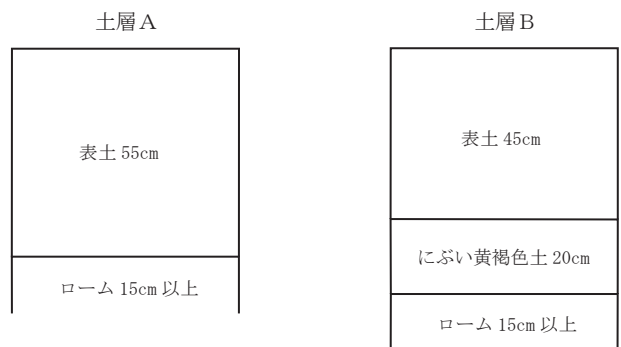 土層A
表土 55cm
ローム 15cm 以上
土層B
表土 45cm
にぶい黄褐色土 20cm
ローム 15cm 以上